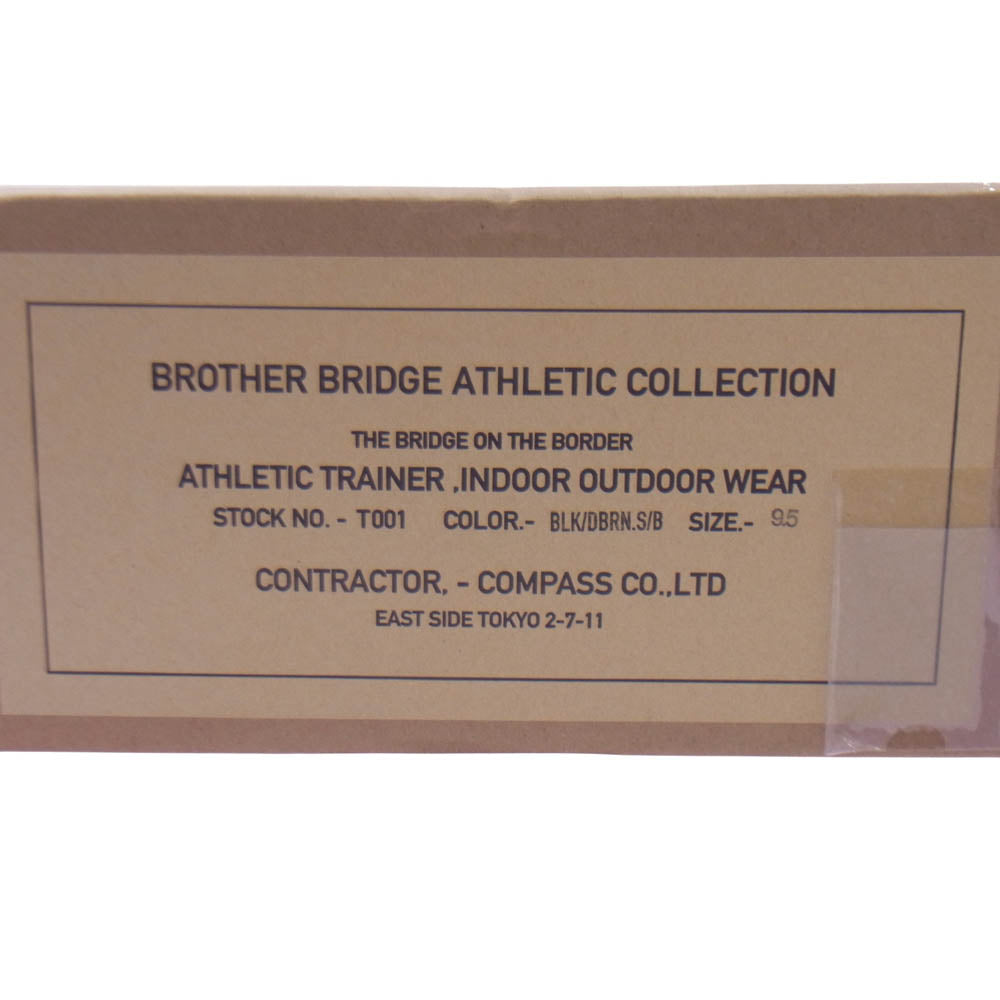 BROTHER BRIDGE ATHLETIC COLLECTION
THE BRIDGE ON THE BORDER
ATHLETIC TRAINER ,INDOOR OUTDOOR WEAR
STOCK NO. - T001 COLOR.- BLK/DBRN.S/B SIZE.- 9.5
CONTRACTOR, - COMPASS CO.,LTD
EAST SIDE TOKYO 2-7-11